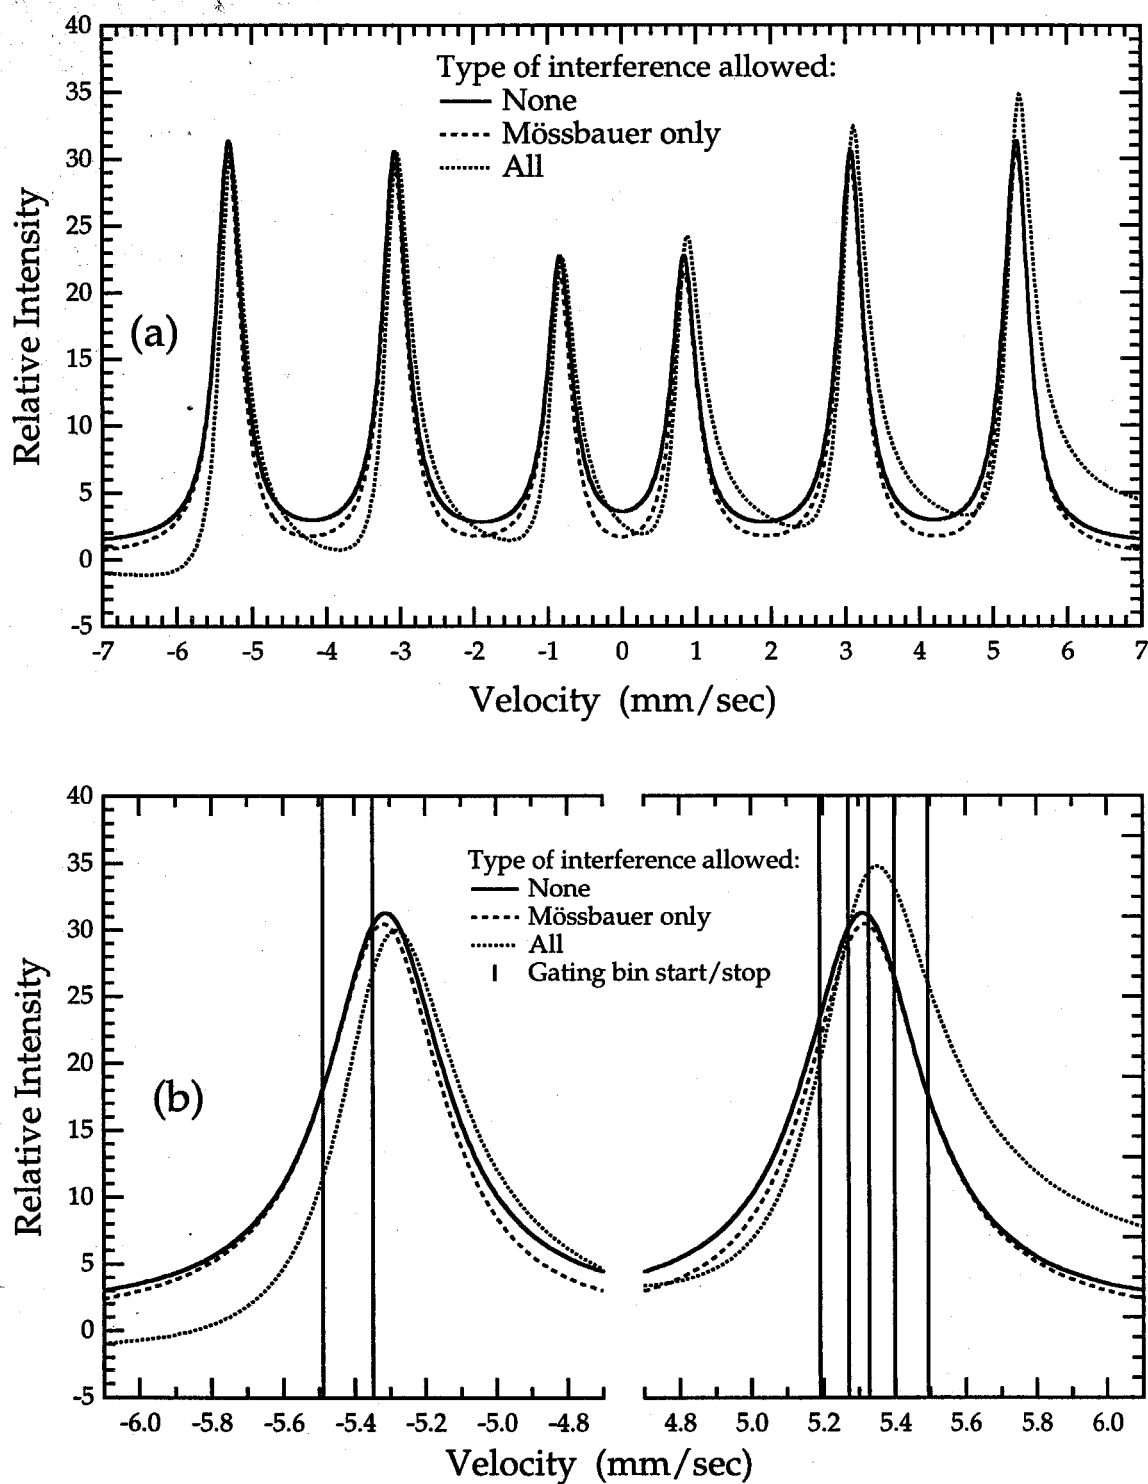 40
35
30
25
20
15
10
5
0
-5
Relative Intensity
(a)
Type of interference allowed:
None
Mössbauer only
All
-7 -6 -5 -4 -3 -2 -1 0 1 2 3 4 5 6 7
Velocity (mm/sec)
40
35
30
25
20
15
10
5
0
-5
Relative Intensity
(b)
Type of interference allowed:
None
Mössbauer only
All
Gating bin start/stop
-6.0 -5.8 -5.6 -5.4 -5.2 -5.0 -4.8 4.8 5.0 5.2 5.4 5.6 5.8 6.0
Velocity (mm/sec)